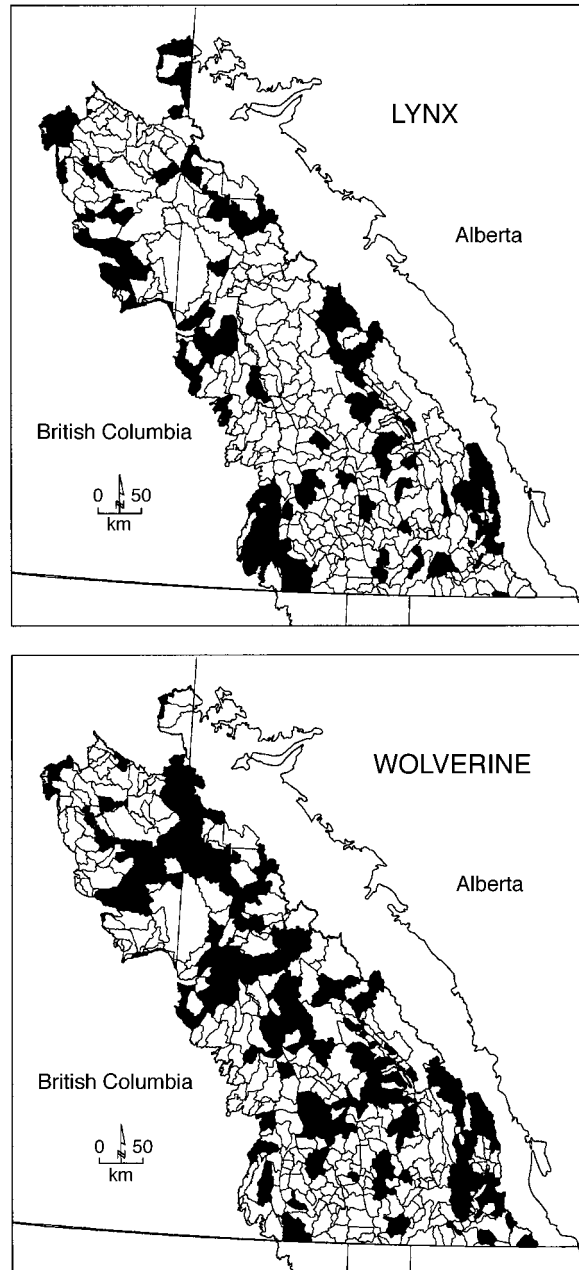 LYNX
Alberta
British Columbia
N
0 50
km
WOLVERINE
Alberta
British Columbia
N
0 50
km